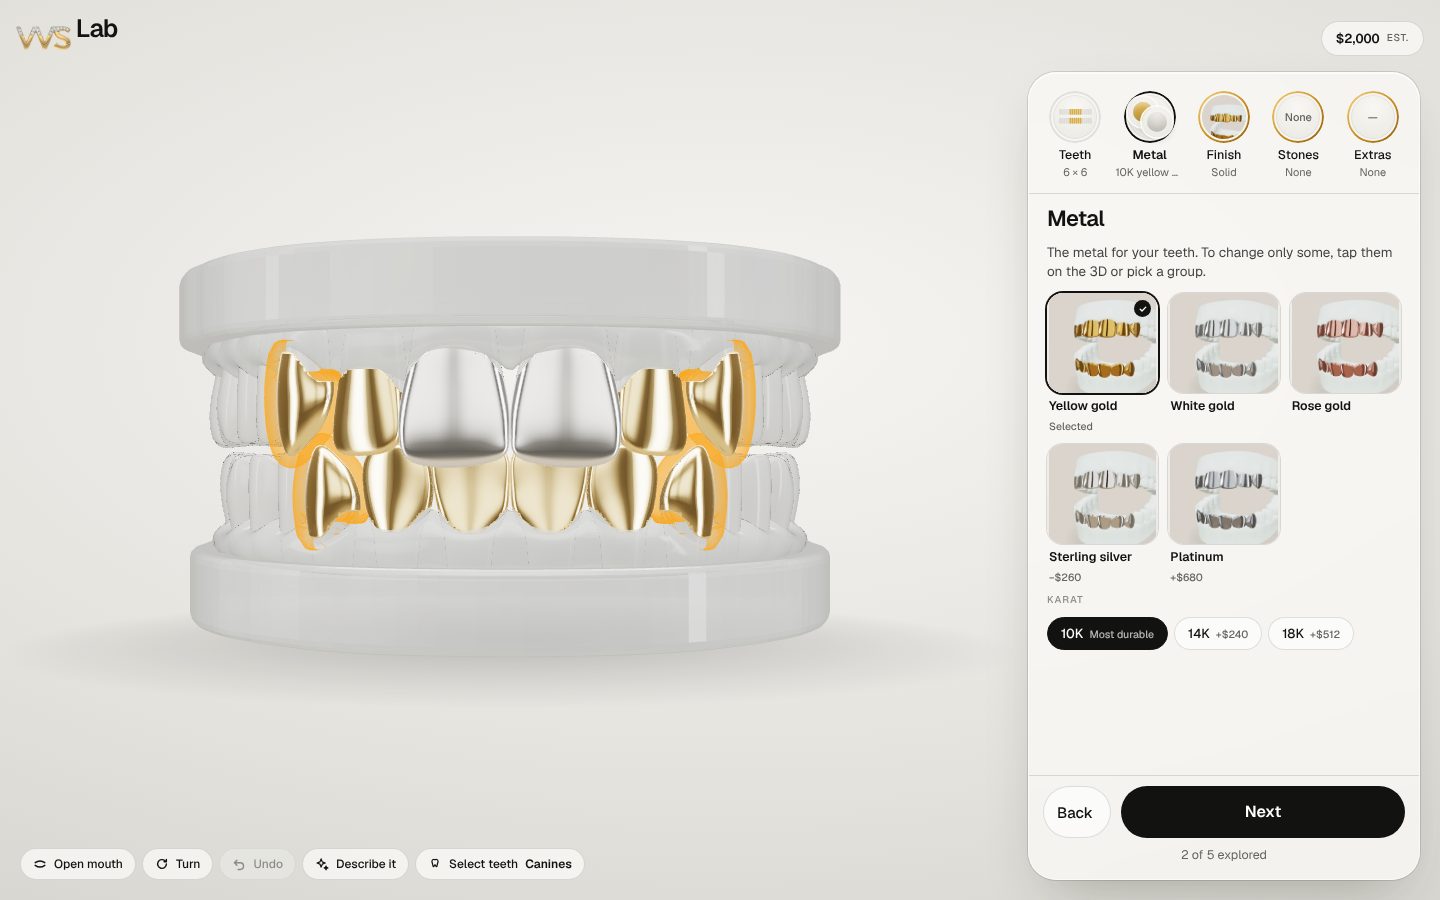 VVS Lab
$2,000 EST.
None
–
Teeth
Metal
Finish
Stones
Extras
6 × 6
10K yellow ...
Solid
None
None
Metal
The metal for your teeth. To change only some, tap them
on the 3D or pick a group.
Yellow gold
White gold
Rose gold
Selected
Sterling silver
Platinum
−$260
+$680
KARAT
10K Most durable
14K +$240
18K +$512
Back
Next
2 of 5 explored
Open mouth
Turn
Undo
Describe it
Select teeth Canines